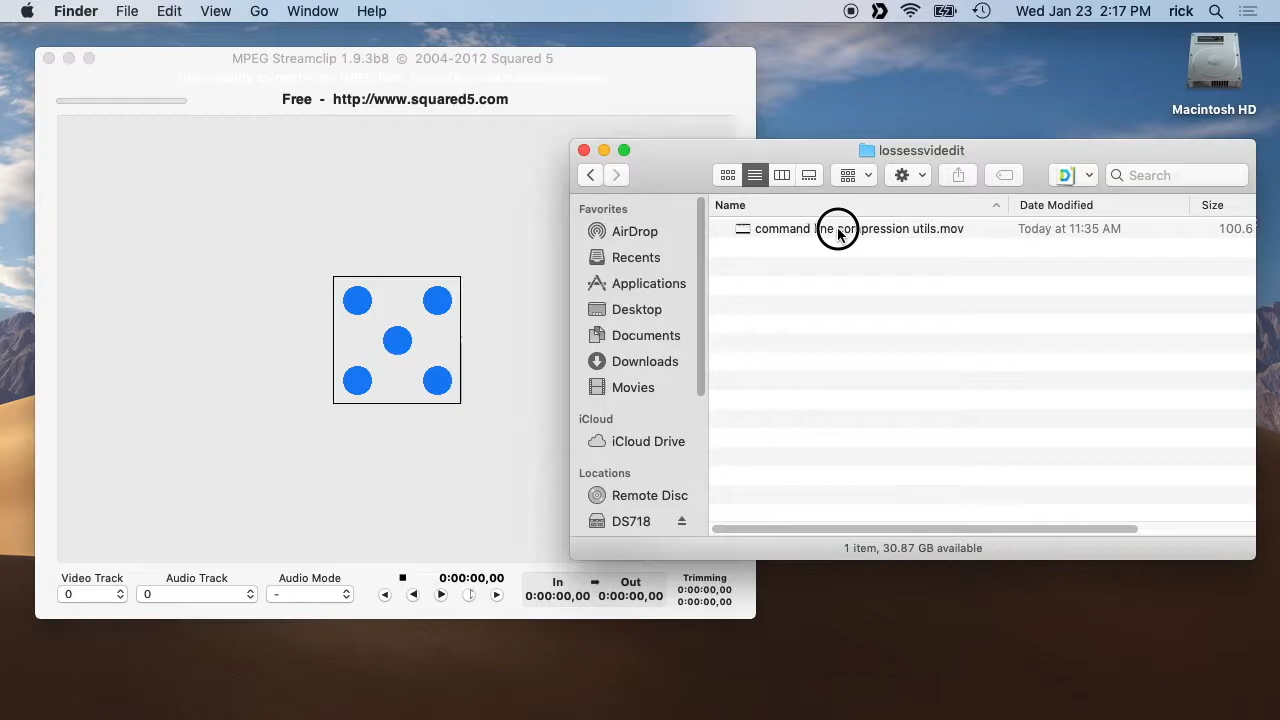 Finder File Edit View Go Window Help Wed Jan 23 2:17 PM rick
Macintosh HD
MPEG Streamclip 1.9.3b8 © 2004-2012 Squared 5
Free - http://www.squared5.com
lossessvidedit
Search
Favorites
AirDrop
Recents
Applications
Desktop
Documents
Downloads
Movies
iCloud
iCloud Drive
Locations
Remote Disc
DS718
Name Date Modified Size
command line compression utils.mov Today at 11:35 AM 100.6
1 item, 30.87 GB available
Video Track Audio Track Audio Mode
0 0 -
0:00:00,00
In Out
0:00:00,00 0:00:00,00
Trimming
0:00:00,00
0:00:00,00